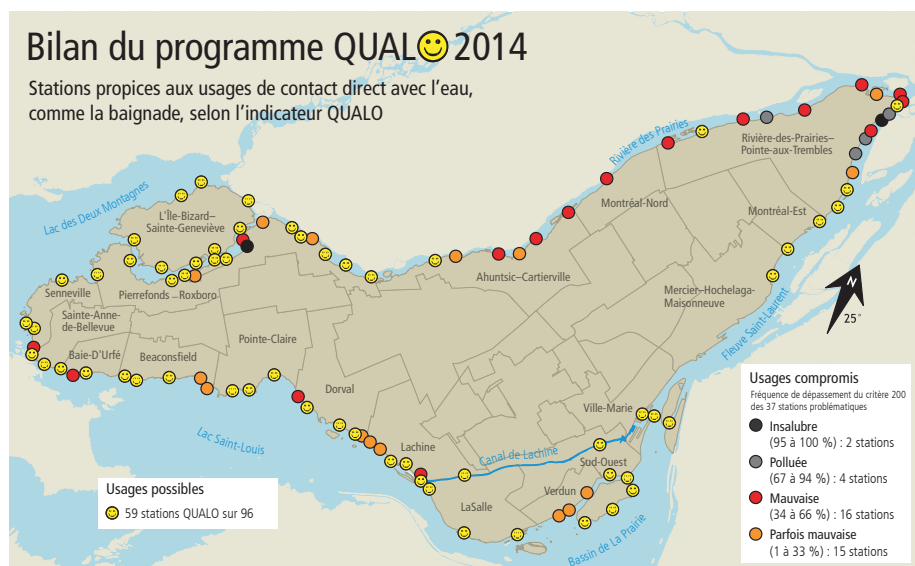 Bilan du programme QUALO 2014
Stations propices aux usages de contact direct avec l'eau,
comme la baignade, selon l'indicateur QUALO
Lac des Deux Montagnes
L'Île-Bizard–
Sainte-Geneviève
Senneville
Pierrefonds – Roxboro
Sainte-Anne-
de-Bellevue
Baie-D'Urfé
Beaconsfield
Pointe-Claire
Dorval
Lac Saint-Louis
Lachine
Canal de Lachine
LaSalle
Verdun
Sud-Ouest
Ville-Marie
Bassin de La Prairie
Ahuntsic–Cartierville
Rivière des Prairies
Montréal-Nord
Rivière-des-Prairies–
Pointe-aux-Trembles
Montréal-Est
Mercier–Hochelaga-
Maisonneuve
Fleuve Saint-Laurent
N
25°
Usages possibles
59 stations QUALO sur 96
Usages compromis
Fréquence de dépassement du critère 200
des 37 stations problématiques
Insalubre
(95 à 100 %) : 2 stations
Polluée
(67 à 94 %) : 4 stations
Mauvaise
(34 à 66 %) : 16 stations
Parfois mauvaise
(1 à 33 %) : 15 stations